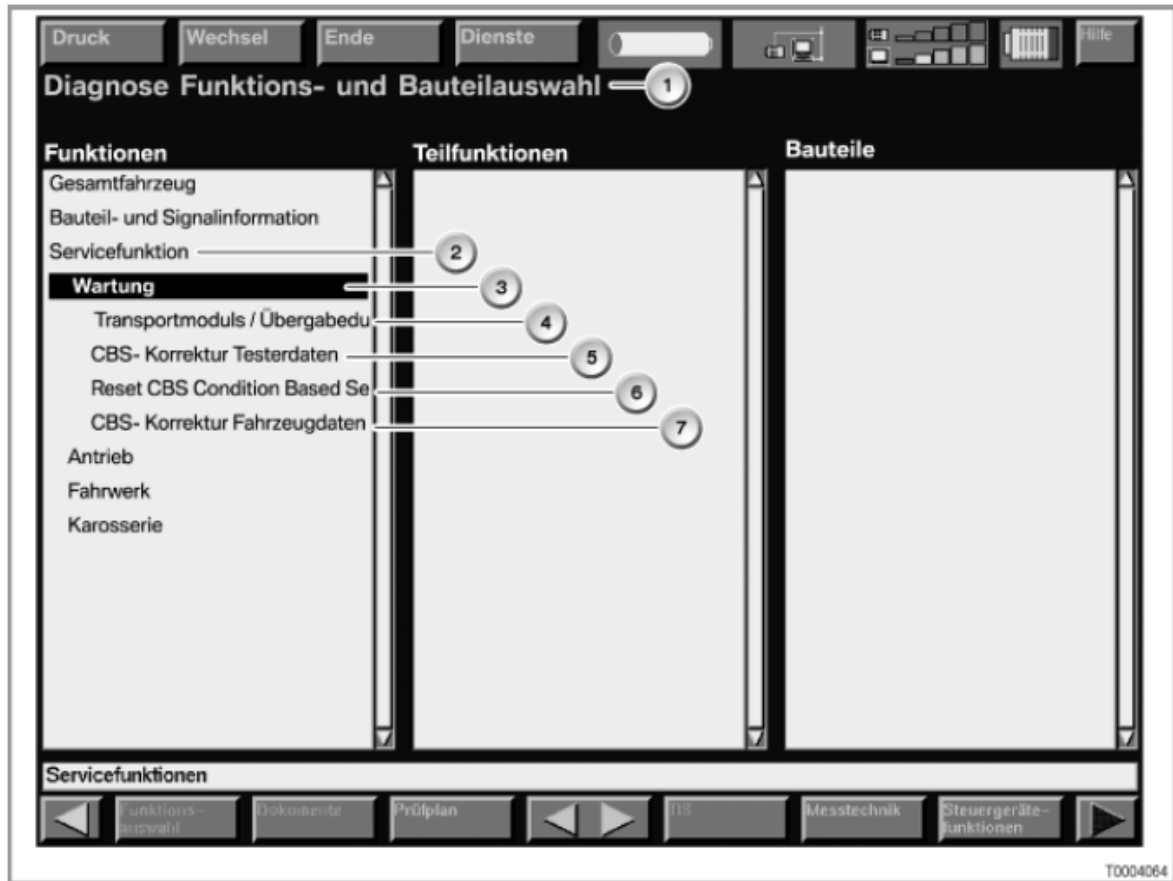 Druck Wechsel Ende Dienste Hilfe
Diagnose Funktions- und Bauteilauswahl 1
Funktionen Teilfunktionen Bauteile
Gesamtfahrzeug
Bauteil- und Signalinformation
Servicefunktion 2
Wartung 3
Transportmoduls / Übergabedu 4
CBS- Korrektur Testerdaten 5
Reset CBS Condition Based Se 6
CBS- Korrektur Fahrzeugdaten 7
Antrieb
Fahrwerk
Karosserie
Servicefunktionen
Funktions- Dokumente Prüfplan Messtechnik Steuergeräte-
auswahl funktionen
T0004064